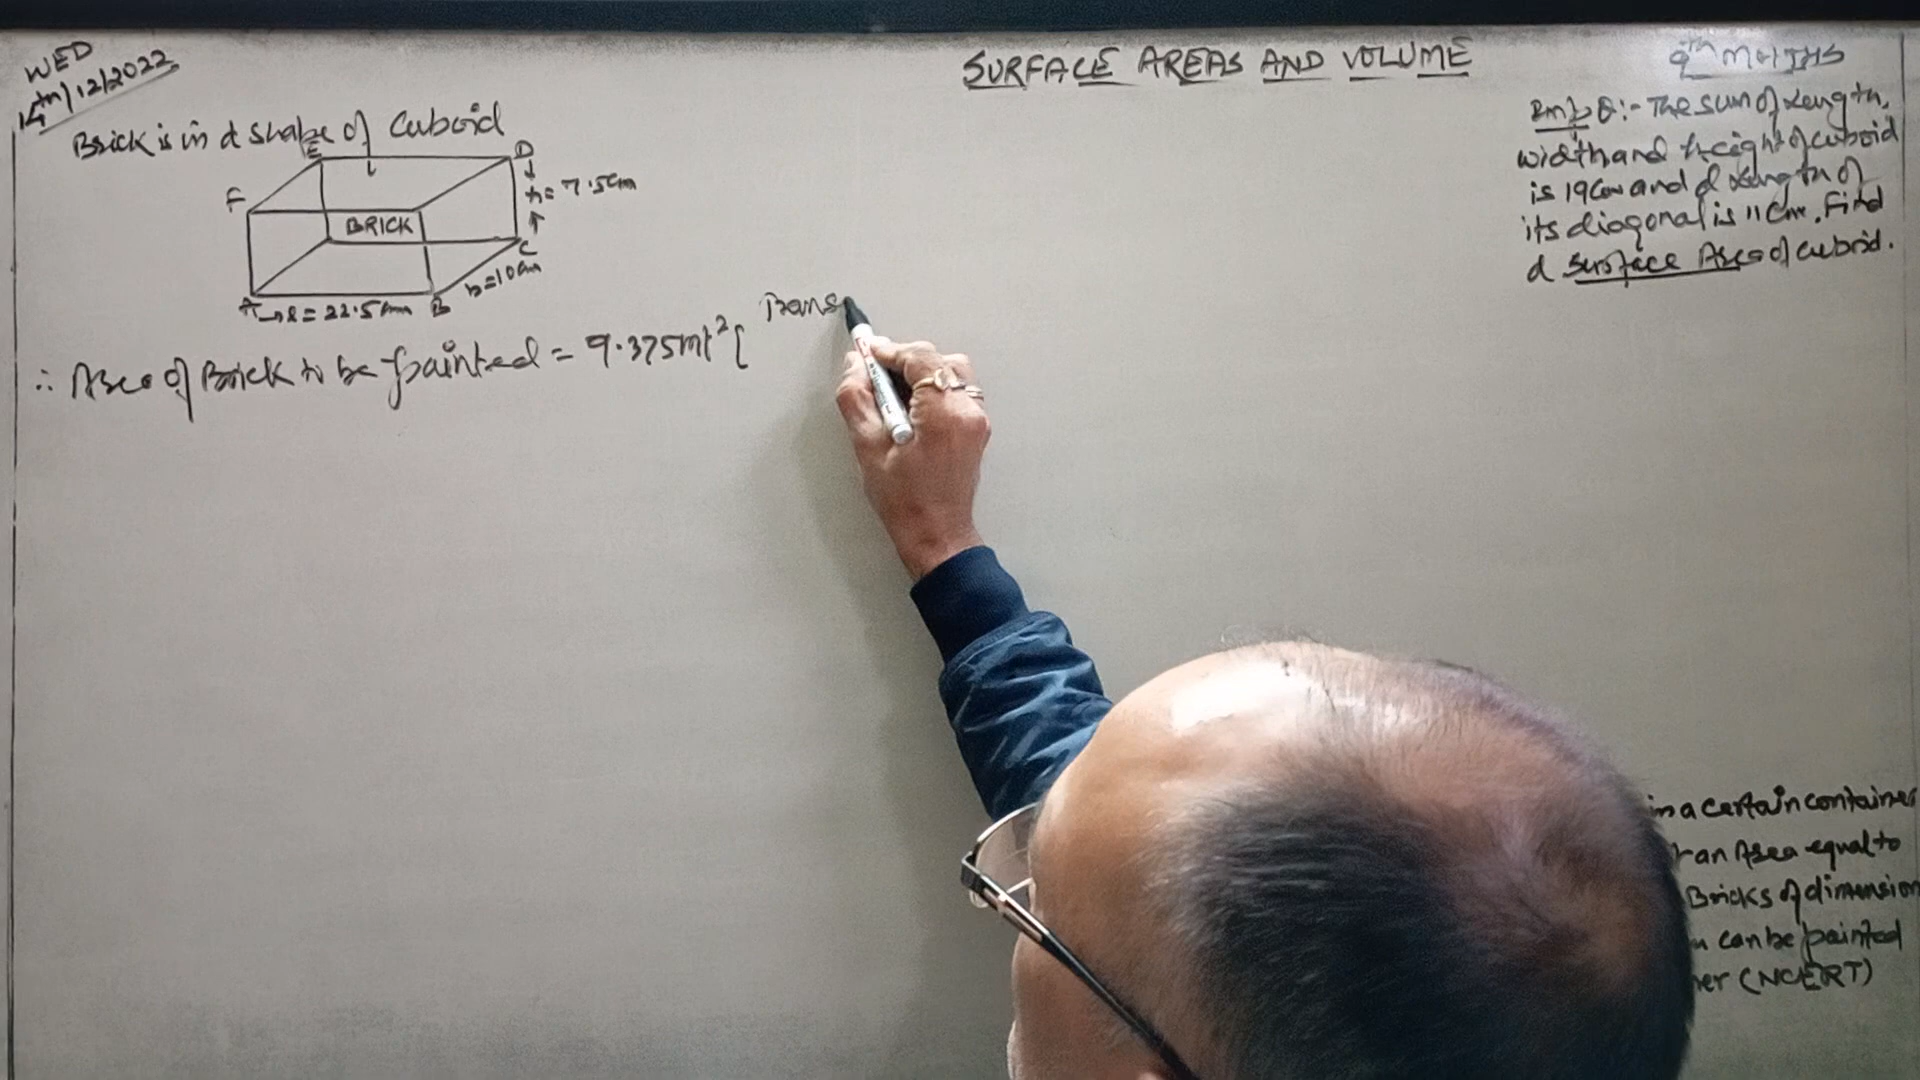 WED
14th/12/2022
SURFACE AREAS AND VOLUME
9th MATHS
Brick is in d shape of Cuboid
E
D
F
h = 7.5cm
BRICK
C
b = 10cm
A → l = 22.5cm B
∴ Area of Brick to be painted = 9.375mt² [
Trans
Imp Q:- The sum of length,
width and height of cuboid
is 19cm and d length of
its diagonal is 11cm. Find
d Surface Area of cuboid.
in a certain container
an Area equal to
Bricks of dimension
can be painted
(NCERT)